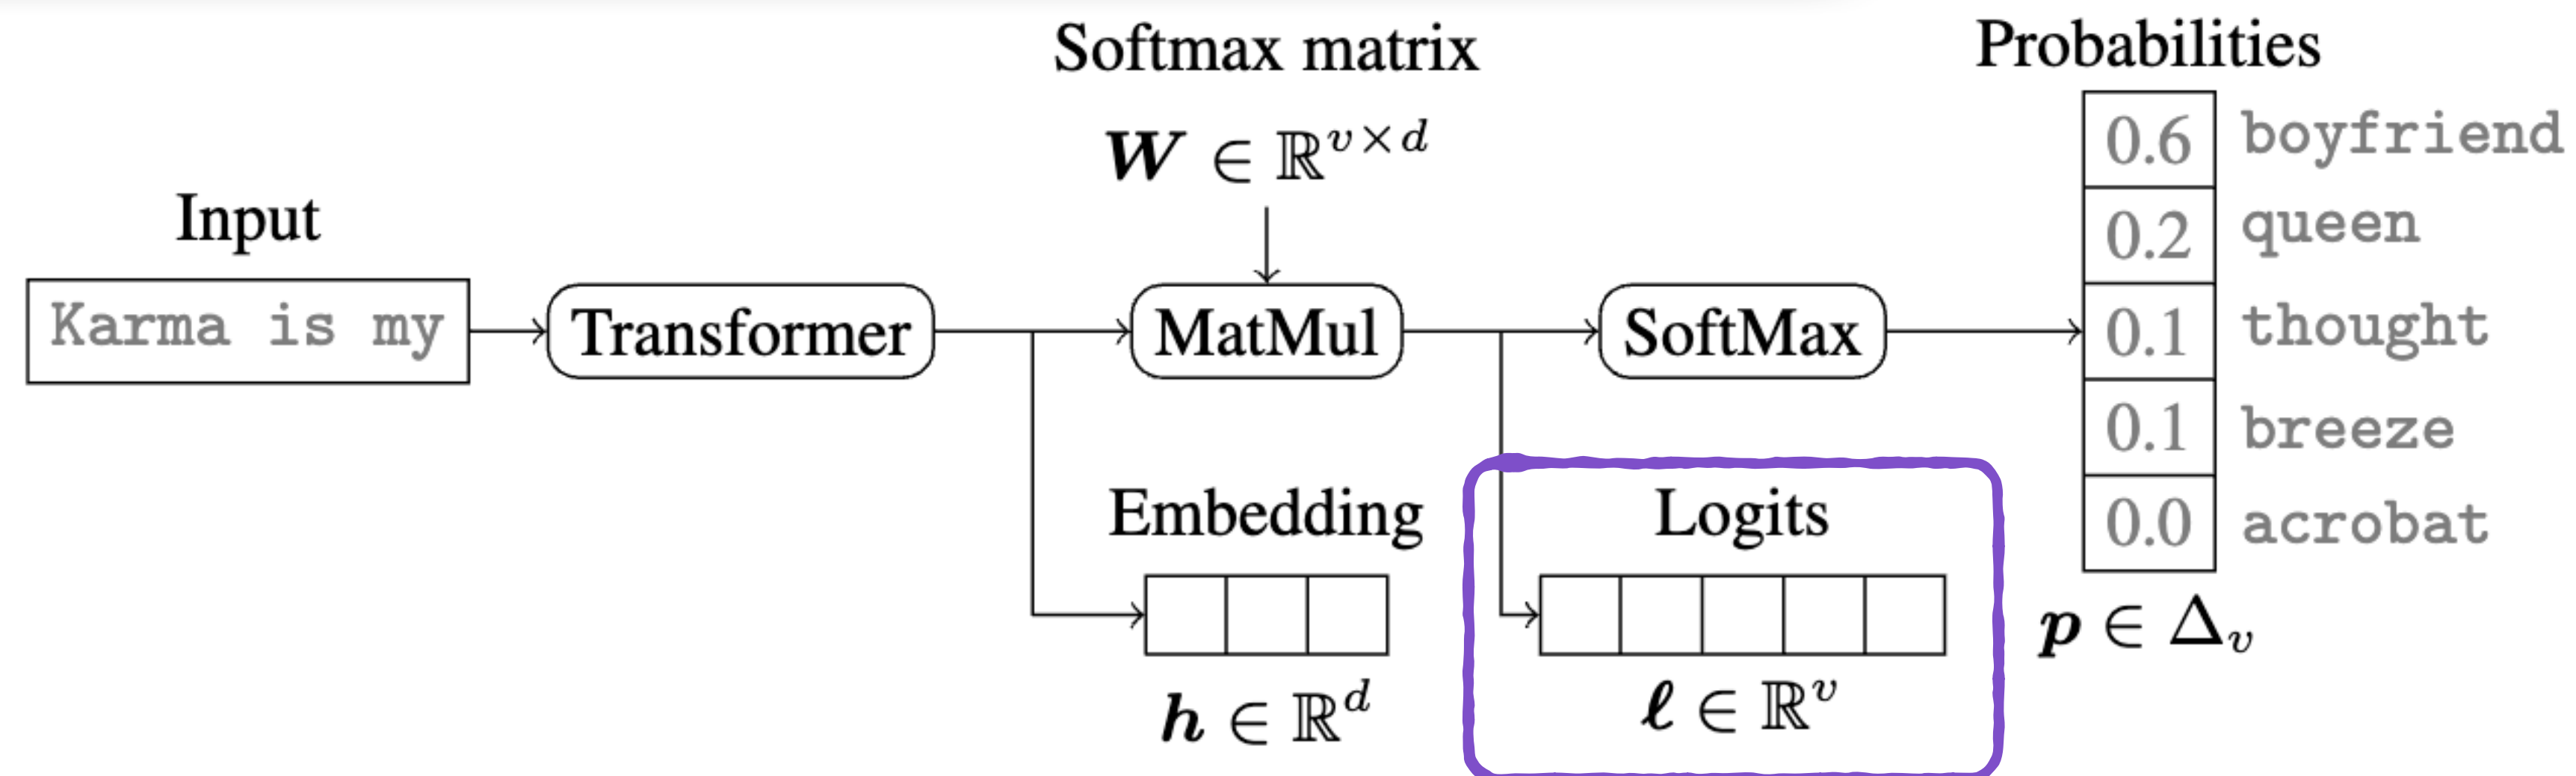 Softmax matrix
W ∈ ℝ^{v×d}
Input
Karma is my
Transformer
MatMul
SoftMax
Embedding
h ∈ ℝ^d
Logits
ℓ ∈ ℝ^v
Probabilities
0.6 boyfriend
0.2 queen
0.1 thought
0.1 breeze
0.0 acrobat
p ∈ Δ_v